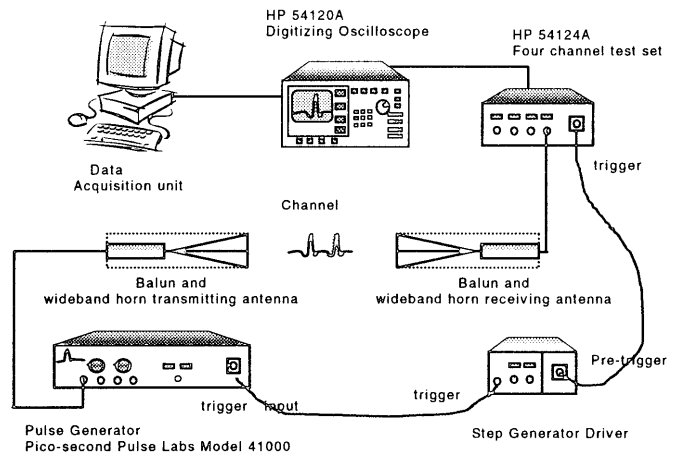 HP 54120A
Digitizing Oscilloscope
HP 54124A
Four channel test set
Data
Acquisition unit
trigger
Channel
Balun and
wideband horn transmitting antenna
Balun and
wideband horn receiving antenna
Pre-trigger
trigger
trigger input
Pulse Generator
Pico-second Pulse Labs Model 41000
Step Generator Driver